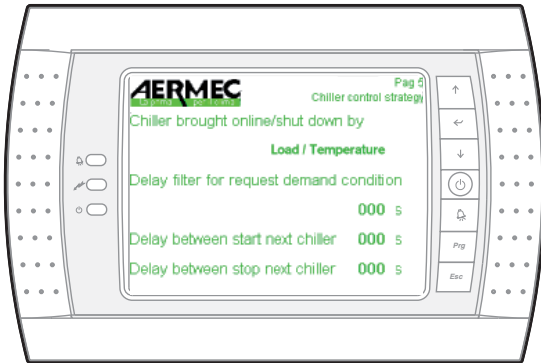 AERMEC
Pag 5
Chiller control strategy
Chiller brought online/shut down by
Load / Temperature
Delay filter for request demand condition
000 s
Delay between start next chiller 000 s
Delay between stop next chiller 000 s
Prg
Esc